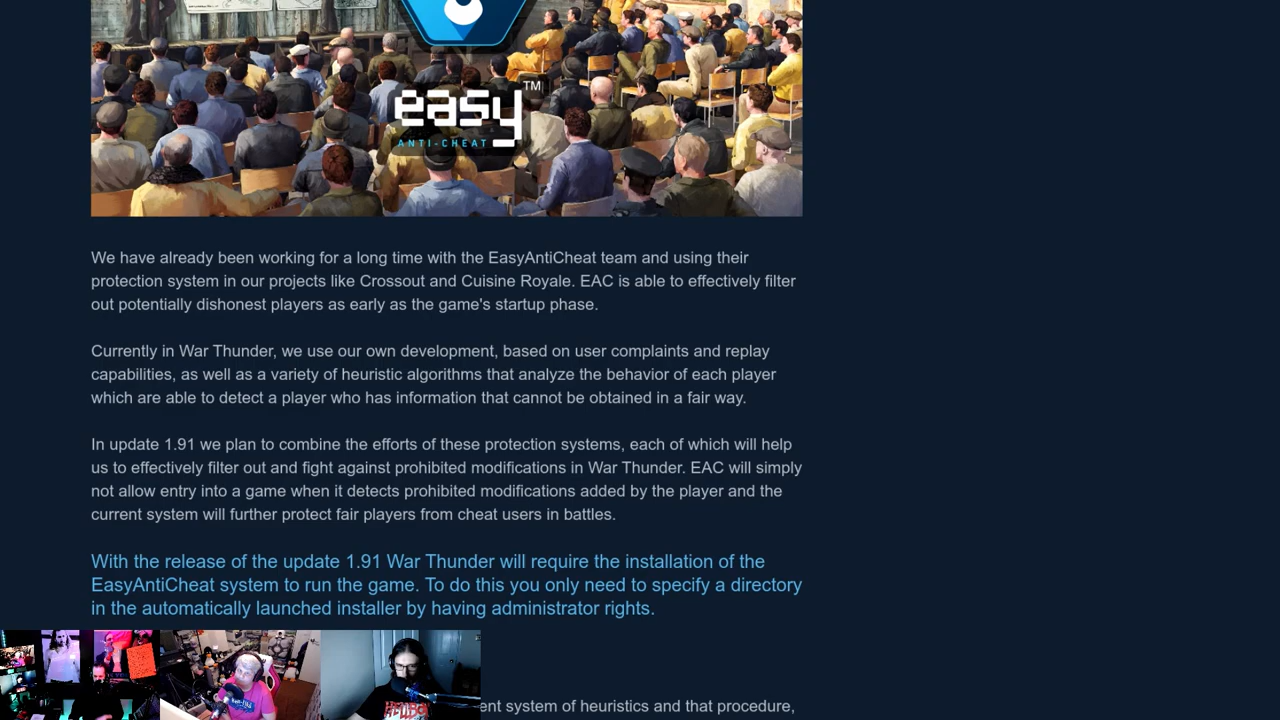 easy™
ANTI-CHEAT
We have already been working for a long time with the EasyAntiCheat team and using their
protection system in our projects like Crossout and Cuisine Royale. EAC is able to effectively filter
out potentially dishonest players as early as the game's startup phase.
Currently in War Thunder, we use our own development, based on user complaints and replay
capabilities, as well as a variety of heuristic algorithms that analyze the behavior of each player
which are able to detect a player who has information that cannot be obtained in a fair way.
In update 1.91 we plan to combine the efforts of these protection systems, each of which will help
us to effectively filter out and fight against prohibited modifications in War Thunder. EAC will simply
not allow entry into a game when it detects prohibited modifications added by the player and the
current system will further protect fair players from cheat users in battles.
With the release of the update 1.91 War Thunder will require the installation of the
EasyAntiCheat system to run the game. To do this you only need to specify a directory
in the automatically launched installer by having administrator rights.
system of heuristics and that procedure,
HELLBOY